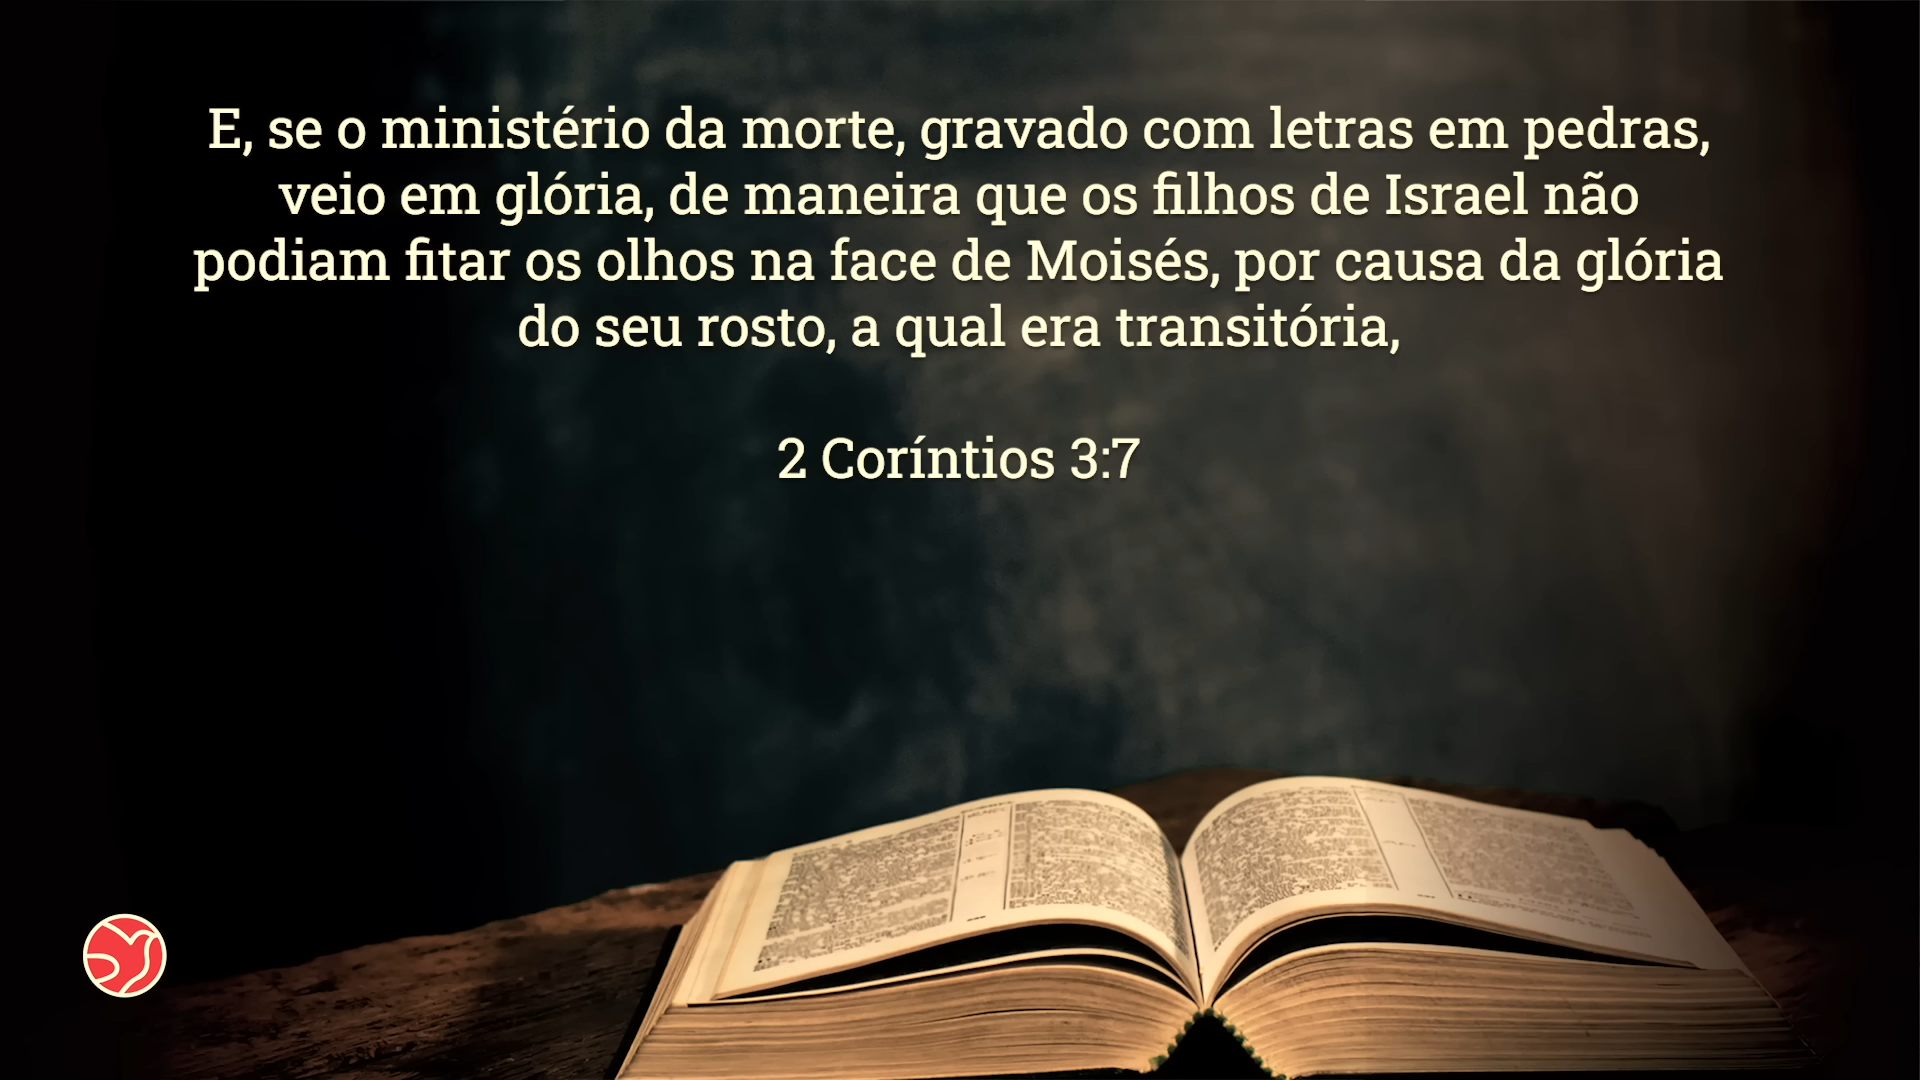 E, se o ministério da morte, gravado com letras em pedras,
veio em glória, de maneira que os filhos de Israel não
podiam fitar os olhos na face de Moisés, por causa da glória
do seu rosto, a qual era transitória,
2 Coríntios 3:7